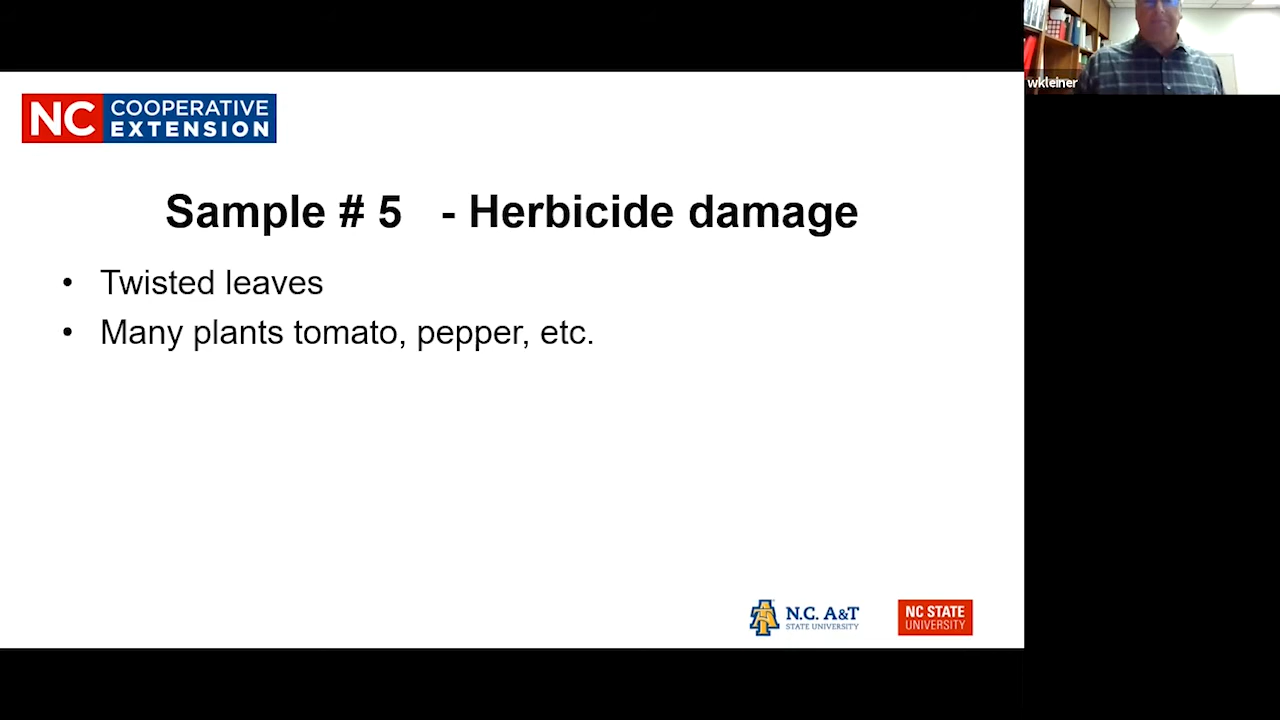 wkleiner
NC COOPERATIVE
EXTENSION
Sample # 5 - Herbicide damage
• Twisted leaves
• Many plants tomato, pepper, etc.
N.C. A&T
STATE UNIVERSITY
NC STATE
UNIVERSITY